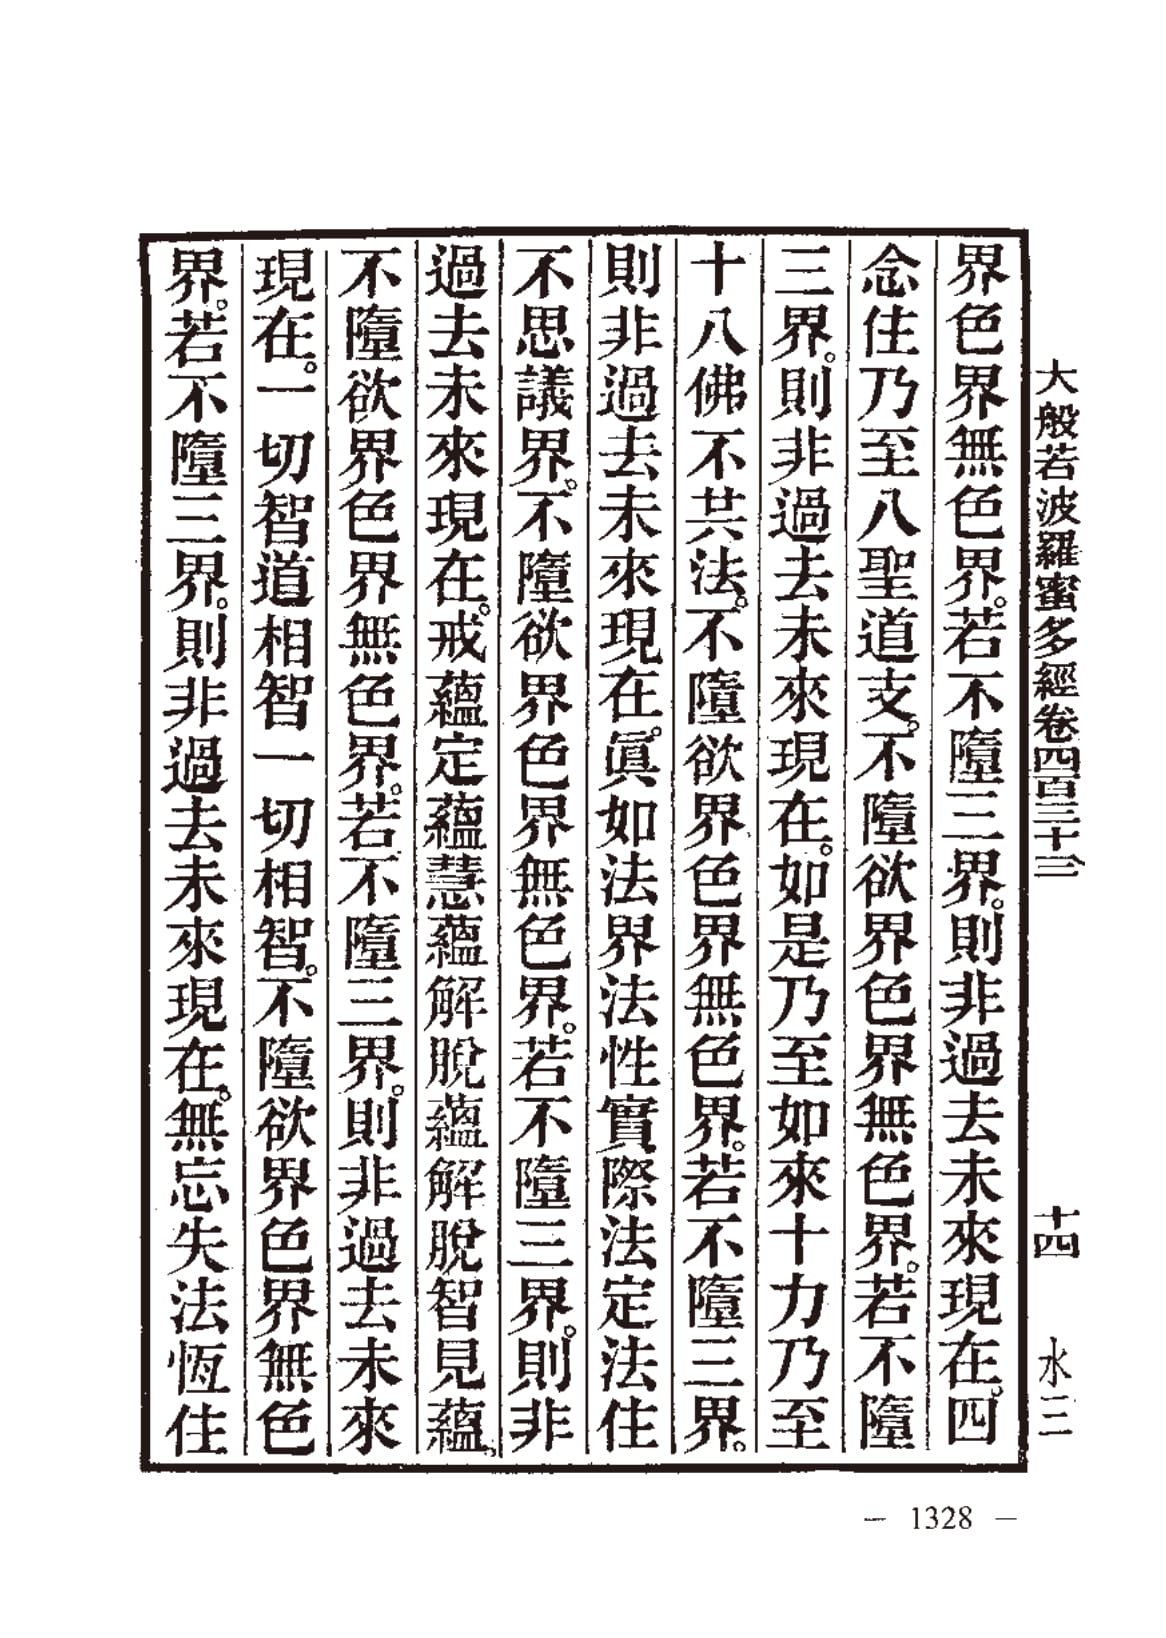 大般若波羅蜜多經卷四百三十三 十四 水三
界色界無色界。若不墮三界。則非過去未來現在。四
念住乃至八聖道支。不墮欲界色界無色界。若不墮
三界。則非過去未來現在。如是乃至如來十力乃至
十八佛不共法。不墮欲界色界無色界。若不墮三界。
則非過去未來現在。眞如法界法性實際法定法住
不思議界。不墮欲界色界無色界。若不墮三界。則非
過去未來現在。戒蘊定蘊慧蘊解脫蘊解脫智見蘊。
不墮欲界色界無色界。若不墮三界。則非過去未來
現在。一切智道相智一切相智。不墮欲界色界無色
界。若不墮三界。則非過去未來現在。無忘失法恆住
— 1328 —